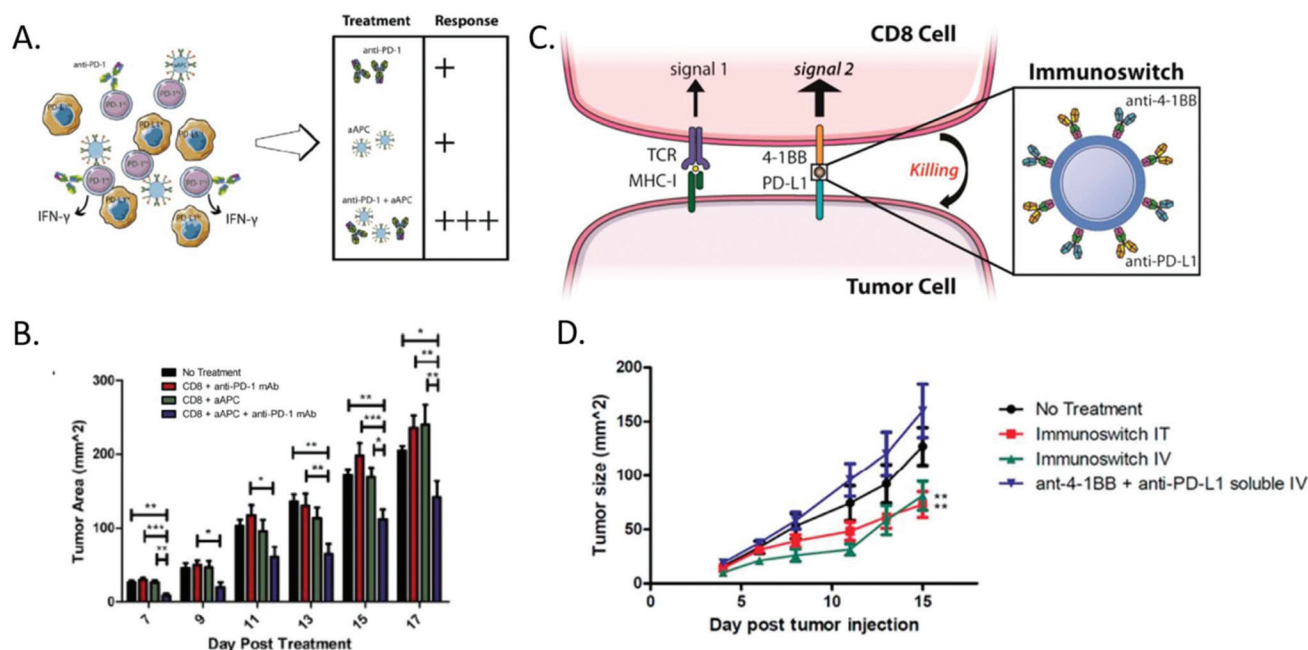 A.
anti-PD-1
aAPC
PD-1
IFN-γ
IFN-γ
Treatment
Response
anti-PD-1
+
aAPC
+
anti-PD-1 + aAPC
+++
C.
CD8 Cell
signal 1
signal 2
TCR
4-1BB
MHC-I
PD-L1
Killing
Tumor Cell
Immunoswitch
anti-4-1BB
anti-PD-L1
B.
No Treatment
CD8 + anti-PD-1 mAb
CD8 + aAPC
CD8 + aAPC + anti-PD-1 mAb
Tumor Area (mm^2)
300
200
100
0
** *** ** * * ** ** ** *** * * ** **
7 9 11 13 15 17
Day Post Treatment
D.
Tumor size (mm^2)
200
150
100
50
0
0 5 10 15
**
**
Day post tumor injection
No Treatment
Immunoswitch IT
Immunoswitch IV
ant-4-1BB + anti-PD-L1 soluble IV